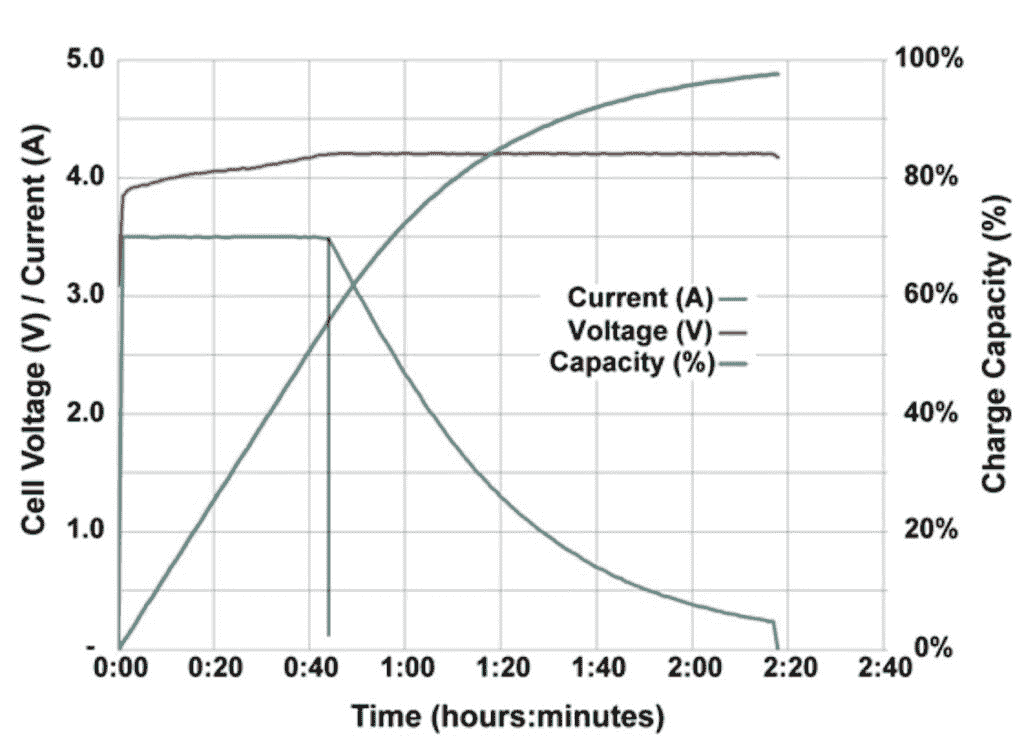 5.0
4.0
3.0
2.0
1.0
-
Cell Voltage (V) / Current (A)
100%
80%
60%
40%
20%
0%
Charge Capacity (%)
Current (A)
Voltage (V)
Capacity (%)
0:00 0:20 0:40 1:00 1:20 1:40 2:00 2:20 2:40
Time (hours:minutes)